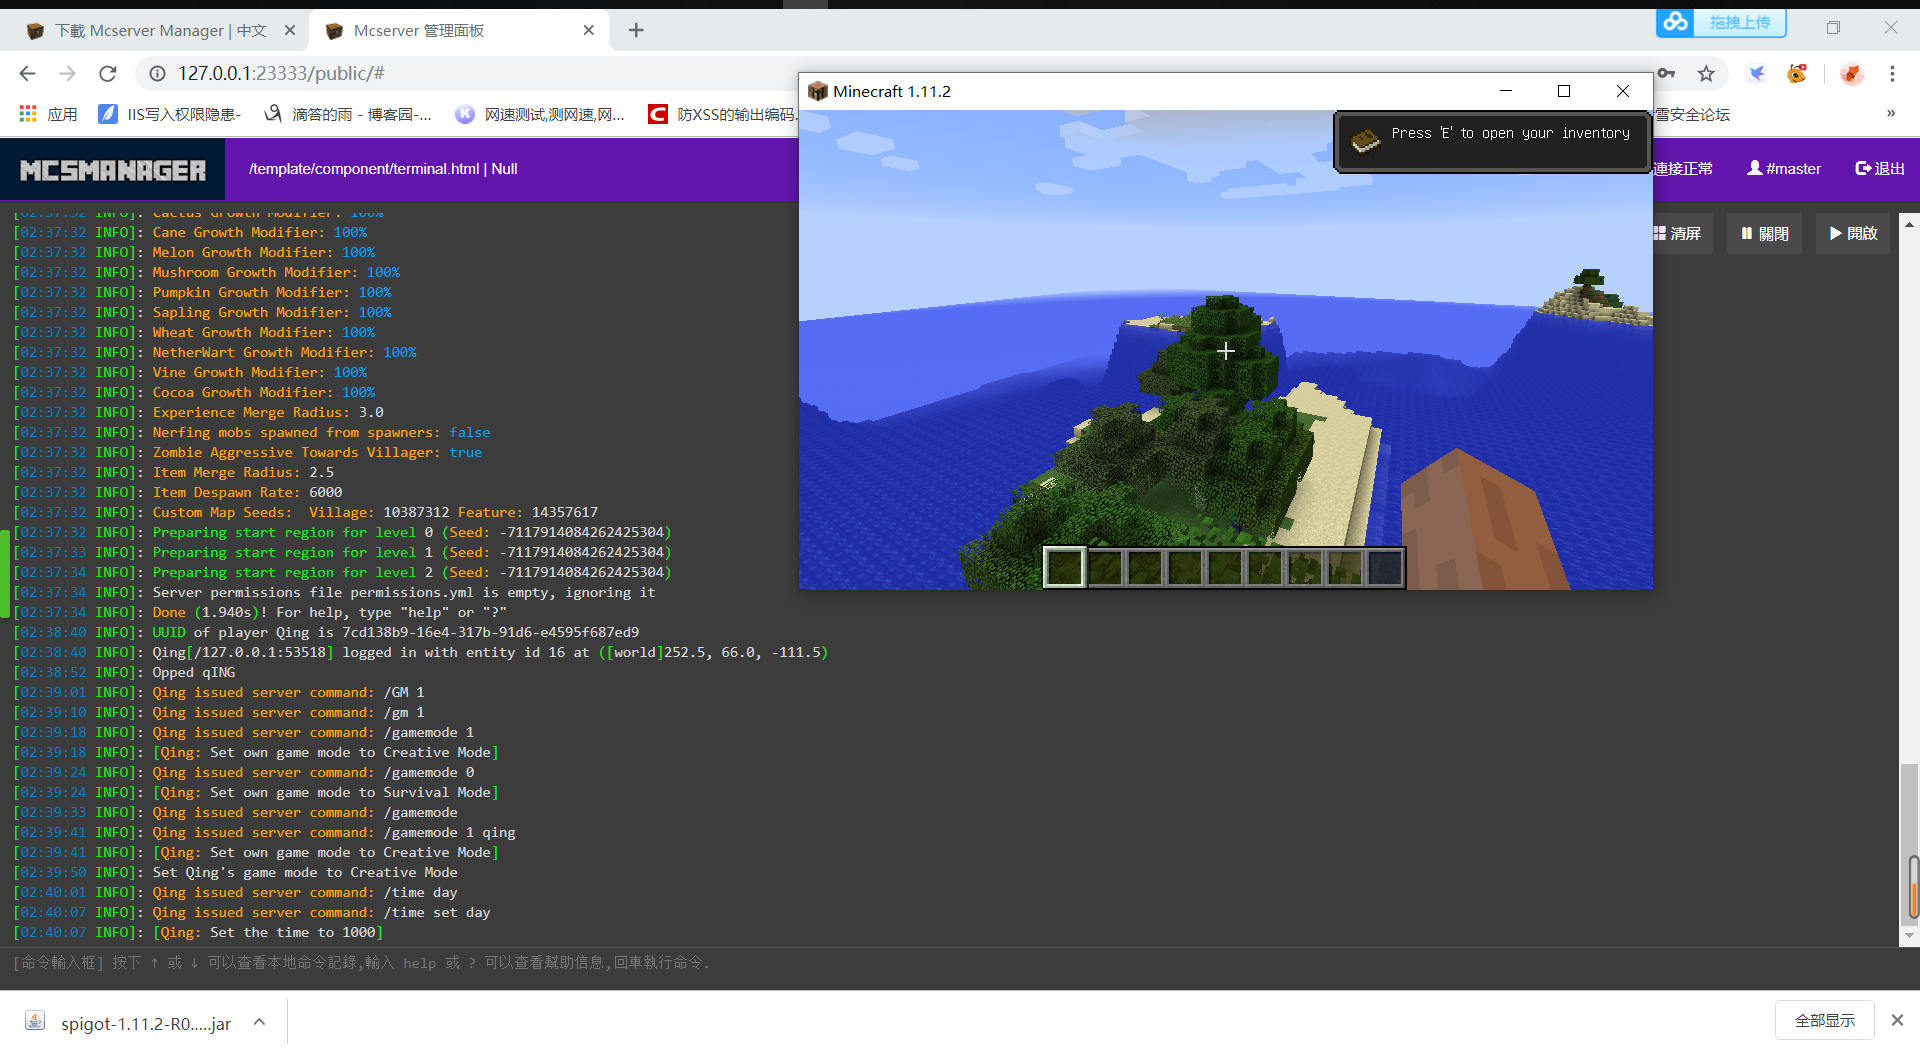 下載 Mcserver Manager | 中文
Mcserver 管理面板
拖拽上传
127.0.0.1:23333/public/#
应用
IIS写入权限隐患-
滴答的雨 - 博客园-...
网速测试,测网速,网...
防XSS的输出编码.
雪安全论坛
»
Minecraft 1.11.2
Press 'E' to open your inventory
MCSMANAGER
/template/component/terminal.html | Null
連接正常
#master
退出
清屏
關閉
開啟
[02:37:32 INFO]: Cactus Growth Modifier: 100%
[02:37:32 INFO]: Cane Growth Modifier: 100%
[02:37:32 INFO]: Melon Growth Modifier: 100%
[02:37:32 INFO]: Mushroom Growth Modifier: 100%
[02:37:32 INFO]: Pumpkin Growth Modifier: 100%
[02:37:32 INFO]: Sapling Growth Modifier: 100%
[02:37:32 INFO]: Wheat Growth Modifier: 100%
[02:37:32 INFO]: NetherWart Growth Modifier: 100%
[02:37:32 INFO]: Vine Growth Modifier: 100%
[02:37:32 INFO]: Cocoa Growth Modifier: 100%
[02:37:32 INFO]: Experience Merge Radius: 3.0
[02:37:32 INFO]: Nerfing mobs spawned from spawners: false
[02:37:32 INFO]: Zombie Aggressive Towards Villager: true
[02:37:32 INFO]: Item Merge Radius: 2.5
[02:37:32 INFO]: Item Despawn Rate: 6000
[02:37:32 INFO]: Custom Map Seeds:  Village: 10387312 Feature: 14357617
[02:37:32 INFO]: Preparing start region for level 0 (Seed: -7117914084262425304)
[02:37:33 INFO]: Preparing start region for level 1 (Seed: -7117914084262425304)
[02:37:34 INFO]: Preparing start region for level 2 (Seed: -7117914084262425304)
[02:37:34 INFO]: Server permissions file permissions.yml is empty, ignoring it
[02:37:34 INFO]: Done (1.940s)! For help, type "help" or "?"
[02:38:40 INFO]: UUID of player Qing is 7cd138b9-16e4-317b-91d6-e4595f687ed9
[02:38:40 INFO]: Qing[/127.0.0.1:53518] logged in with entity id 16 at ([world]252.5, 66.0, -111.5)
[02:38:52 INFO]: Opped qING
[02:39:01 INFO]: Qing issued server command: /GM 1
[02:39:10 INFO]: Qing issued server command: /gm 1
[02:39:18 INFO]: Qing issued server command: /gamemode 1
[02:39:18 INFO]: [Qing: Set own game mode to Creative Mode]
[02:39:24 INFO]: Qing issued server command: /gamemode 0
[02:39:24 INFO]: [Qing: Set own game mode to Survival Mode]
[02:39:33 INFO]: Qing issued server command: /gamemode
[02:39:41 INFO]: Qing issued server command: /gamemode 1 qing
[02:39:41 INFO]: [Qing: Set own game mode to Creative Mode]
[02:39:50 INFO]: Set Qing's game mode to Creative Mode
[02:40:01 INFO]: Qing issued server command: /time day
[02:40:07 INFO]: Qing issued server command: /time set day
[02:40:07 INFO]: [Qing: Set the time to 1000]
[命令輸入框] 按下 ↑ 或 ↓ 可以查看本地命令記錄,輸入 help 或 ? 可以查看幫助信息,回車執行命令.
spigot-1.11.2-R0.....jar
全部显示